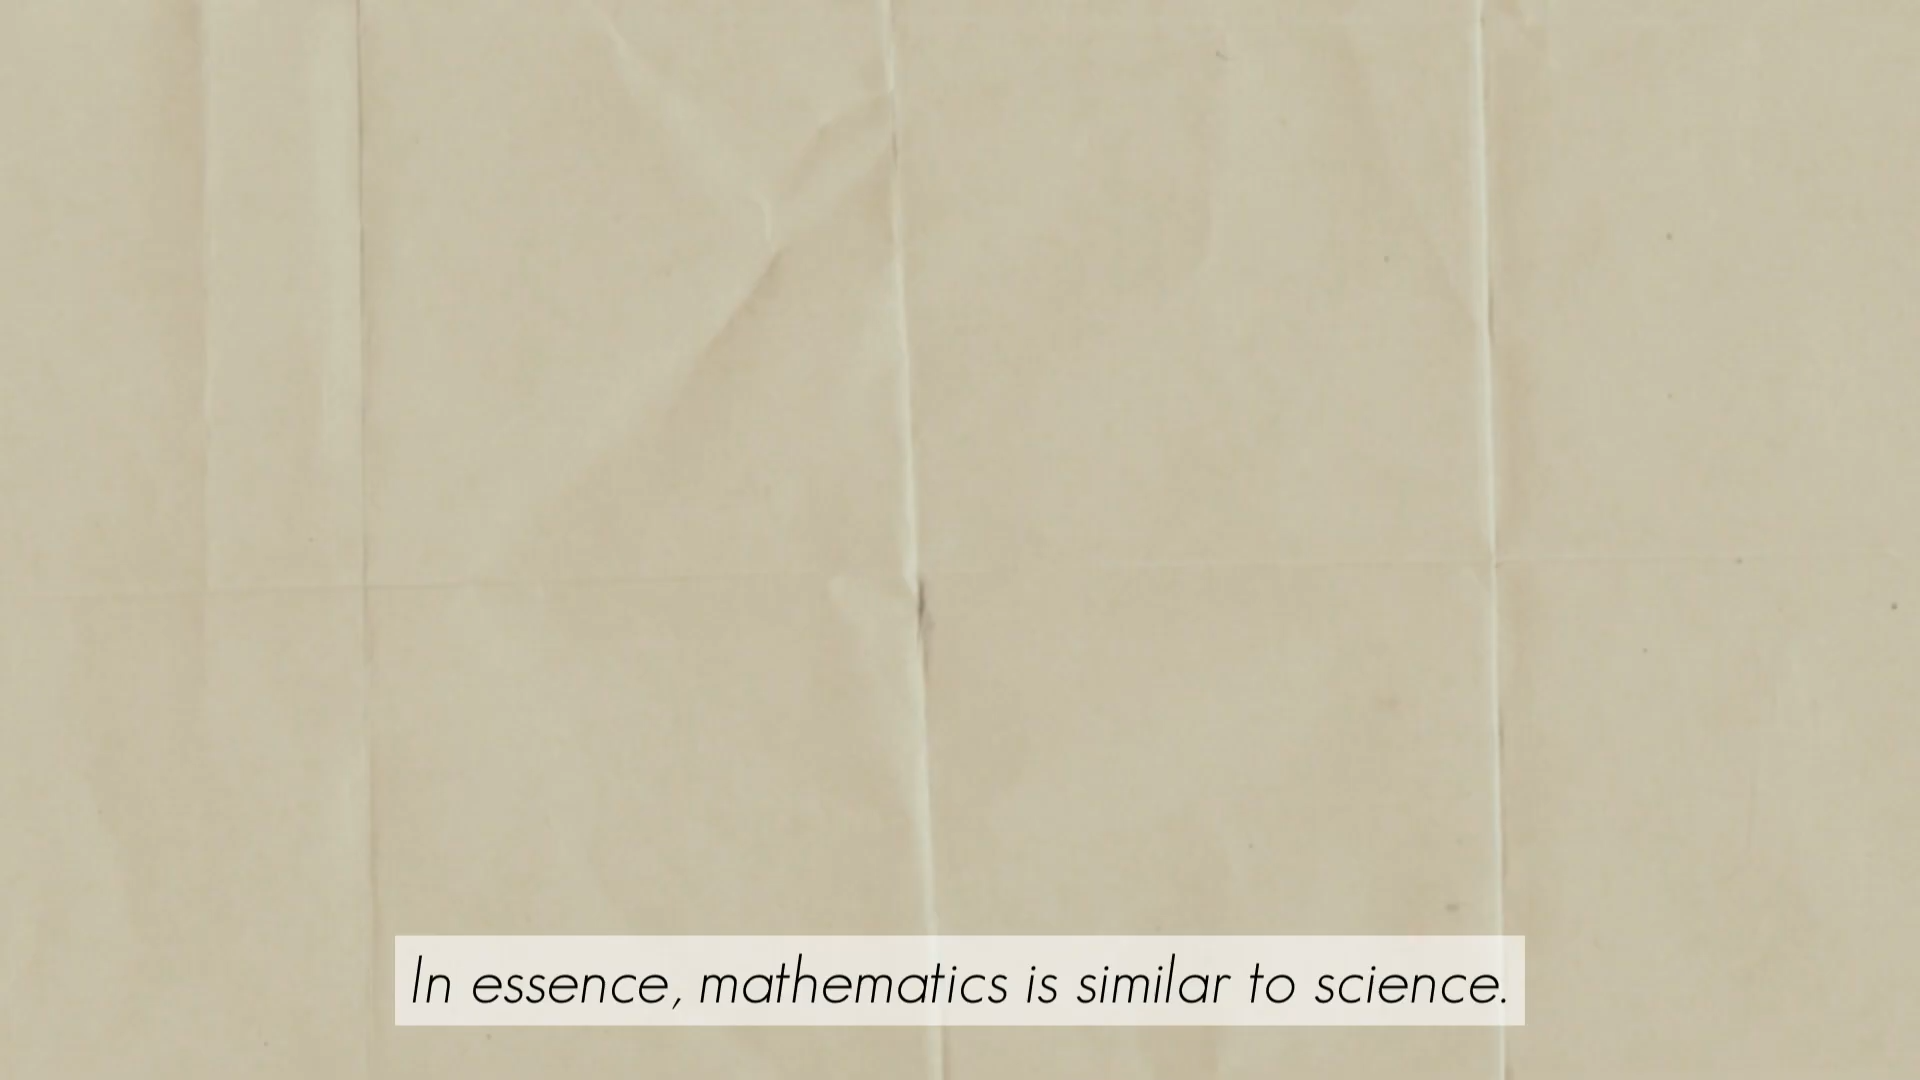 In essence, mathematics is similar to science.